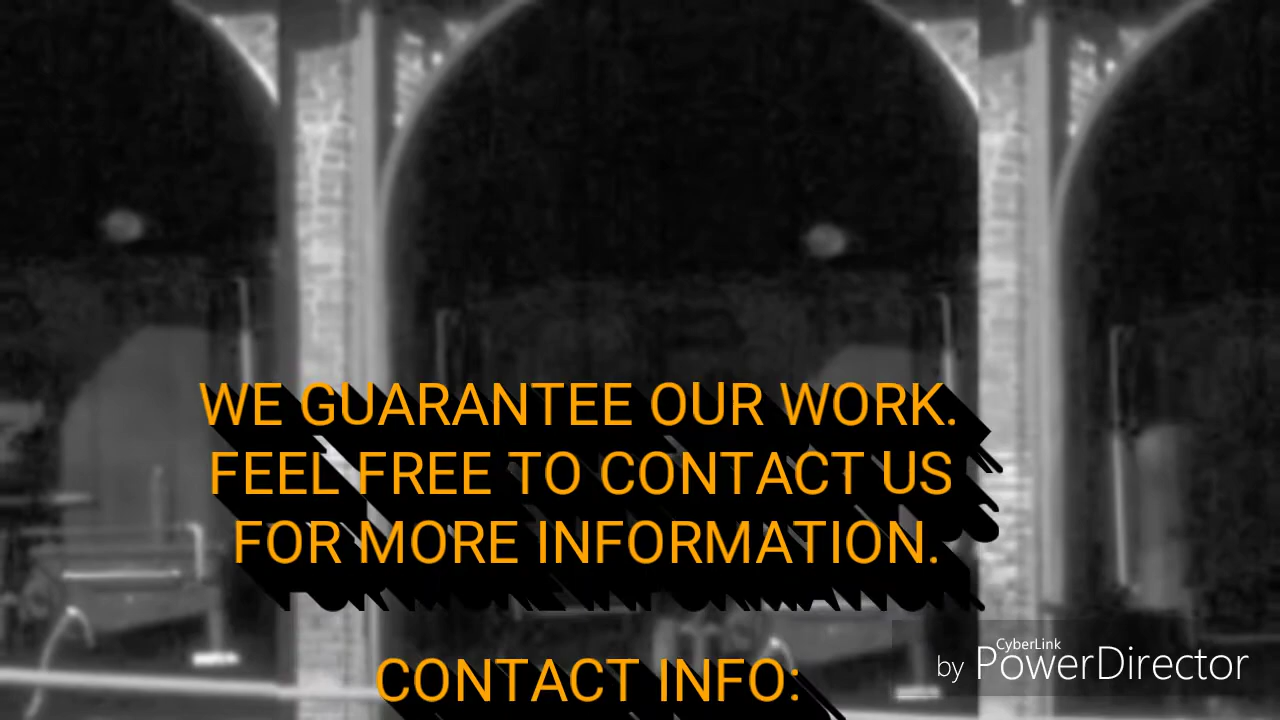 WE GUARANTEE OUR WORK.
FEEL FREE TO CONTACT US
FOR MORE INFORMATION.
CONTACT INFO:
CyberLink
by PowerDirector